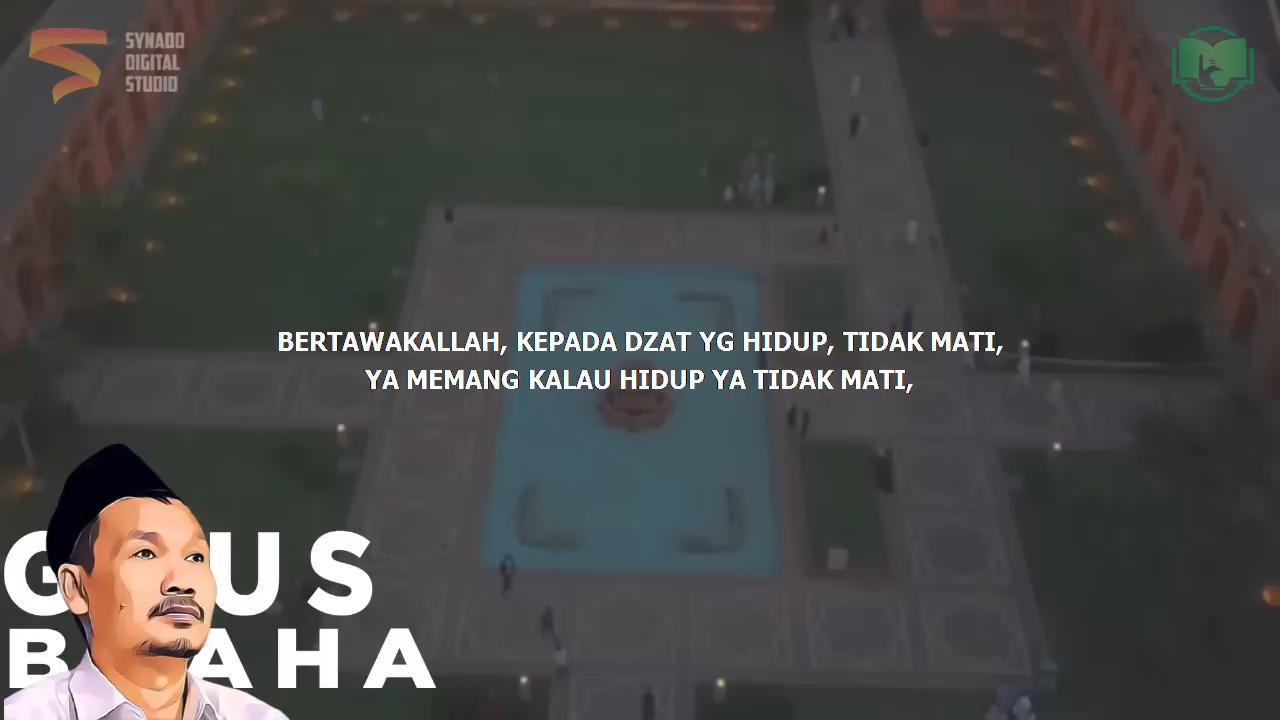 SYNADO
DIGITAL
STUDIO
BERTAWAKALLAH, KEPADA DZAT YG HIDUP, TIDAK MATI,
YA MEMANG KALAU HIDUP YA TIDAK MATI,
GUS
BAHA